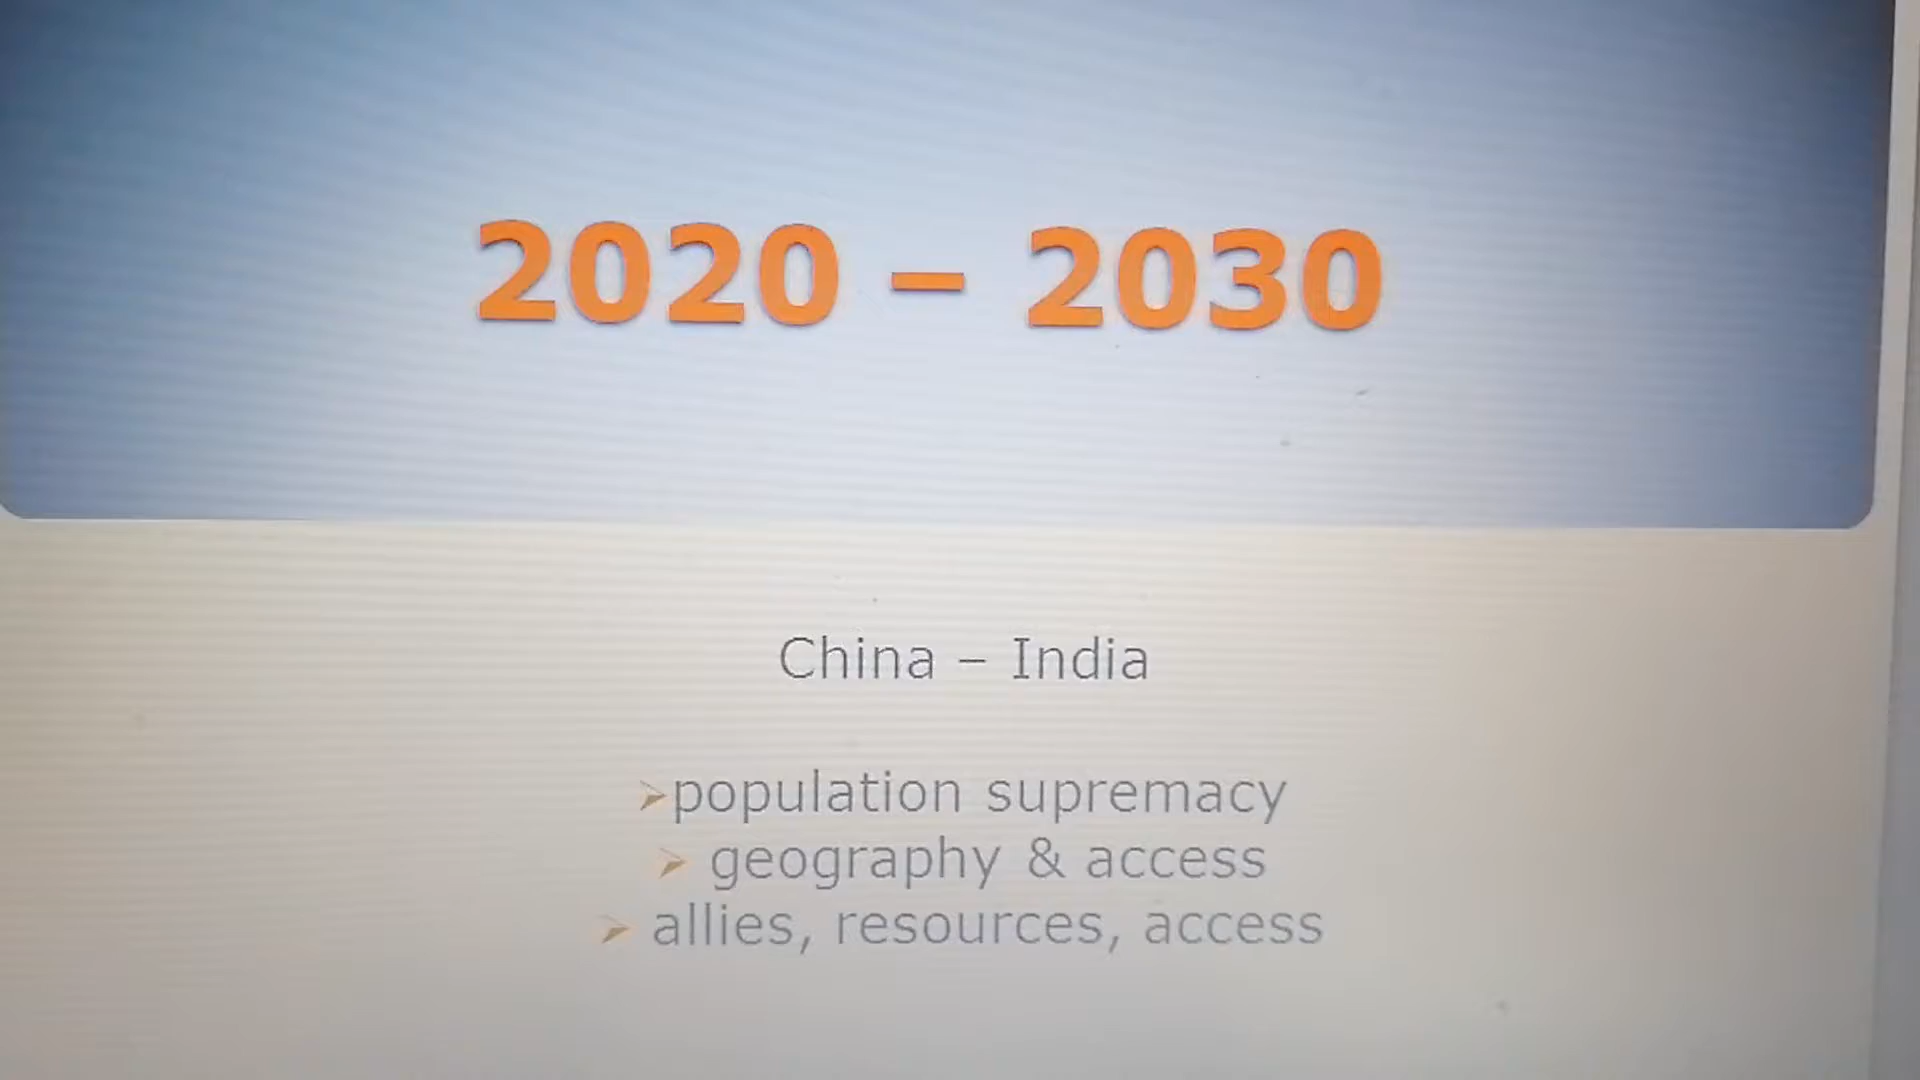 2020 – 2030
China – India
➢population supremacy
➢ geography & access
➢ allies, resources, access